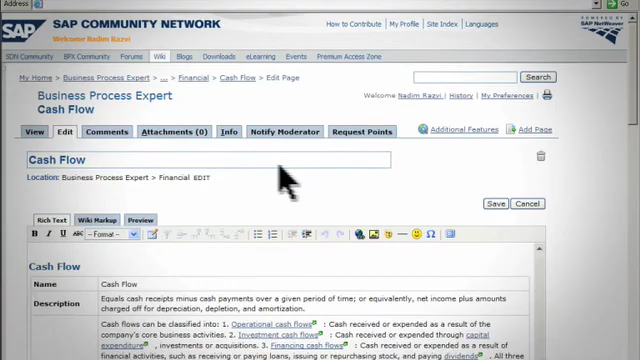 Address
Go
SAP SAP COMMUNITY NETWORK
How to Contribute | My Profile | Site Index | Languages
POWERED BY
SAP NetWeaver
Welcome Nadim Razvi
SDN Community BPX Community Forums Wiki Blogs Downloads eLearning Events Premium Access Zone
My Home > Business Process Expert > ... > Financial > Cash Flow > Edit Page
Search
Business Process Expert
Welcome Nadim Razvi | History | My Preferences
Cash Flow
View Edit Comments Attachments (0) Info Notify Moderator Request Points
Additional Features Add Page
Cash Flow
Location: Business Process Expert > Financial EDIT
Save Cancel
Rich Text Wiki Markup Preview
B I U ABC -- Format -- Ω
Cash Flow
Name Cash Flow
Description Equals cash receipts minus cash payments over a given period of time; or equivalently, net income plus amounts
charged off for depreciation, depletion, and amortization.
Cash flows can be classified into: 1. Operational cash flows : Cash received or expended as a result of the
company's core business activities. 2. Investment cash flows : Cash received or expended through capital
expenditure, investments or acquisitions. 3. Financing cash flows : Cash received or expended as a result of
financial activities, such as receiving or paying loans, issuing or repurchasing stock, and paying dividends. All three